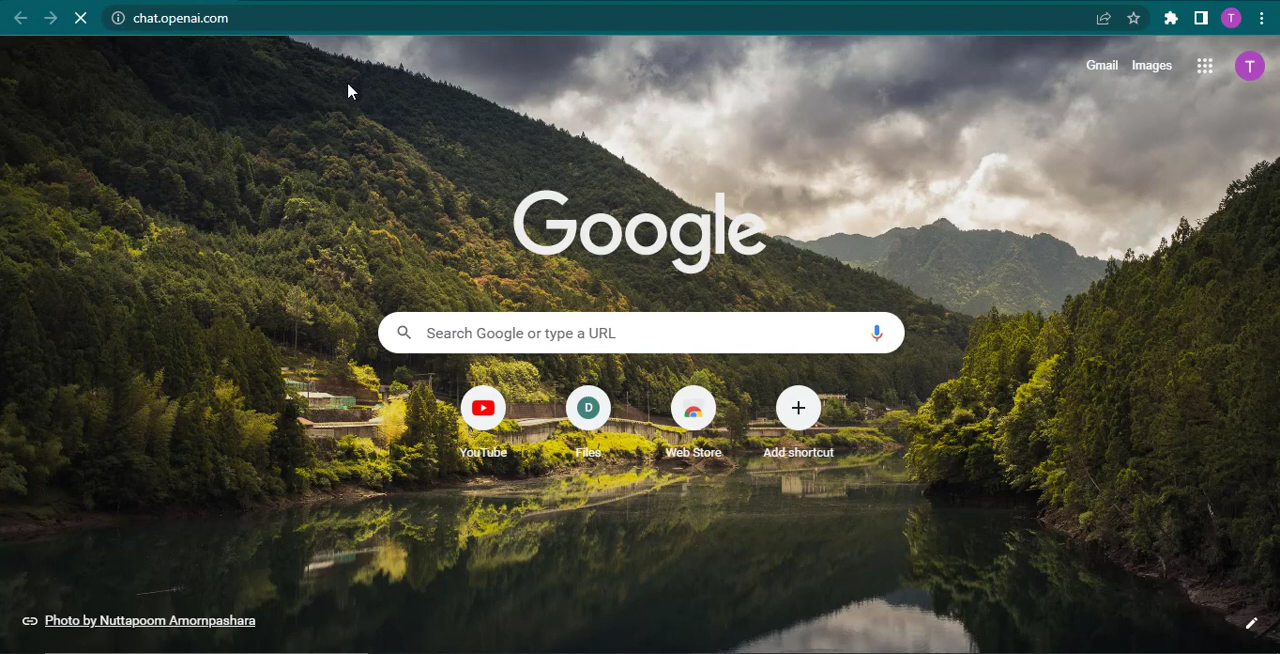 chat.openai.com
T
Gmail Images
T
Google
Search Google or type a URL
D
YouTube Files Web Store Add shortcut
Photo by Nuttapoom Amornpashara